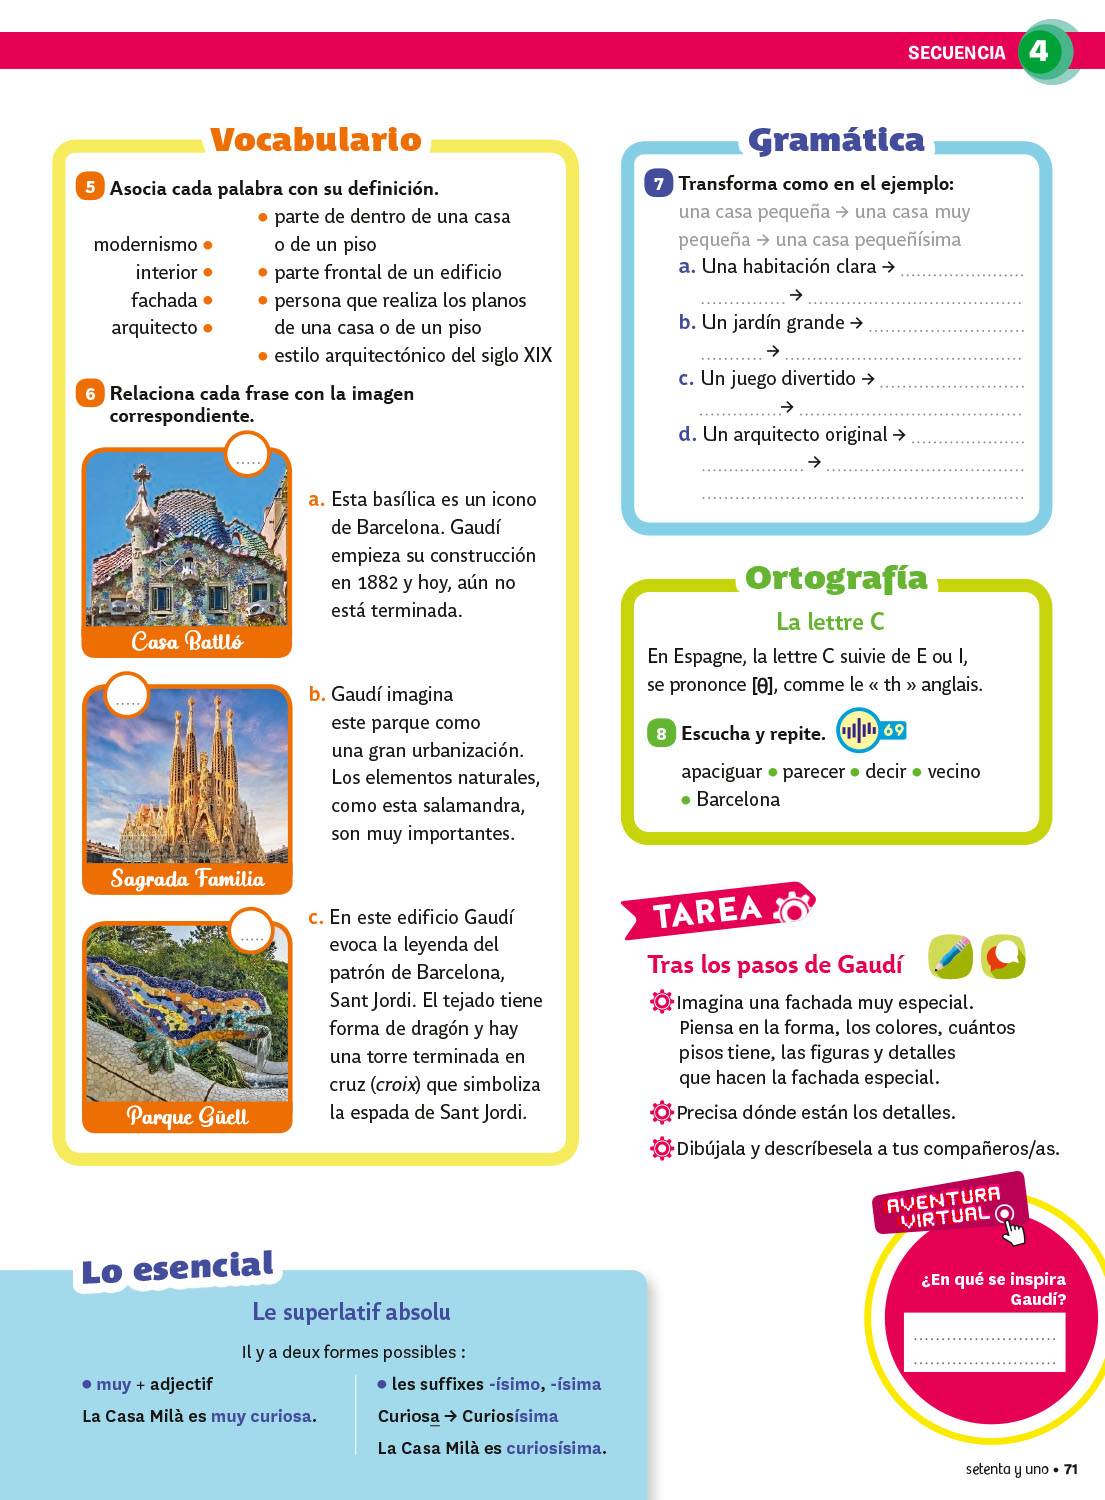 SECUENCIA 4
Vocabulario
5 Asocia cada palabra con su definición.
modernismo •
interior •
fachada •
arquitecto •
• parte de dentro de una casa
o de un piso
• parte frontal de un edificio
• persona que realiza los planos
de una casa o de un piso
• estilo arquitectónico del siglo XIX
6 Relaciona cada frase con la imagen
correspondiente.
.....
Casa Batlló
a. Esta basílica es un icono
de Barcelona. Gaudí
empieza su construcción
en 1882 y hoy, aún no
está terminada.
.....
Sagrada Familia
b. Gaudí imagina
este parque como
una gran urbanización.
Los elementos naturales,
como esta salamandra,
son muy importantes.
.....
Parque Güell
c. En este edificio Gaudí
evoca la leyenda del
patrón de Barcelona,
Sant Jordi. El tejado tiene
forma de dragón y hay
una torre terminada en
cruz (croix) que simboliza
la espada de Sant Jordi.
Gramática
7 Transforma como en el ejemplo:
una casa pequeña → una casa muy
pequeña → una casa pequeñísima
a. Una habitación clara → .......................
............... → ......................................
b. Un jardín grande → ............................
........... → ..........................................
c. Un juego divertido → ..........................
.............. → .......................................
d. Un arquitecto original → ....................
.................. → ...................................
.........................................................
Ortografía
La lettre C
En Espagne, la lettre C suivie de E ou I,
se prononce [θ], comme le « th » anglais.
8 Escucha y repite. 69
apaciguar • parecer • decir • vecino
• Barcelona
TAREA
Tras los pasos de Gaudí
Imagina una fachada muy especial.
Piensa en la forma, los colores, cuántos
pisos tiene, las figuras y detalles
que hacen la fachada especial.
Precisa dónde están los detalles.
Dibújala y descríbesela a tus compañeros/as.
AVENTURA
VIRTUAL
¿En qué se inspira
Gaudí?
..........................
..........................
Lo esencial
Le superlatif absolu
Il y a deux formes possibles :
• muy + adjectif
La Casa Milà es muy curiosa.
• les suffixes -ísimo, -ísima
Curiosa → Curiosísima
La Casa Milà es curiosísima.
setenta y uno • 71